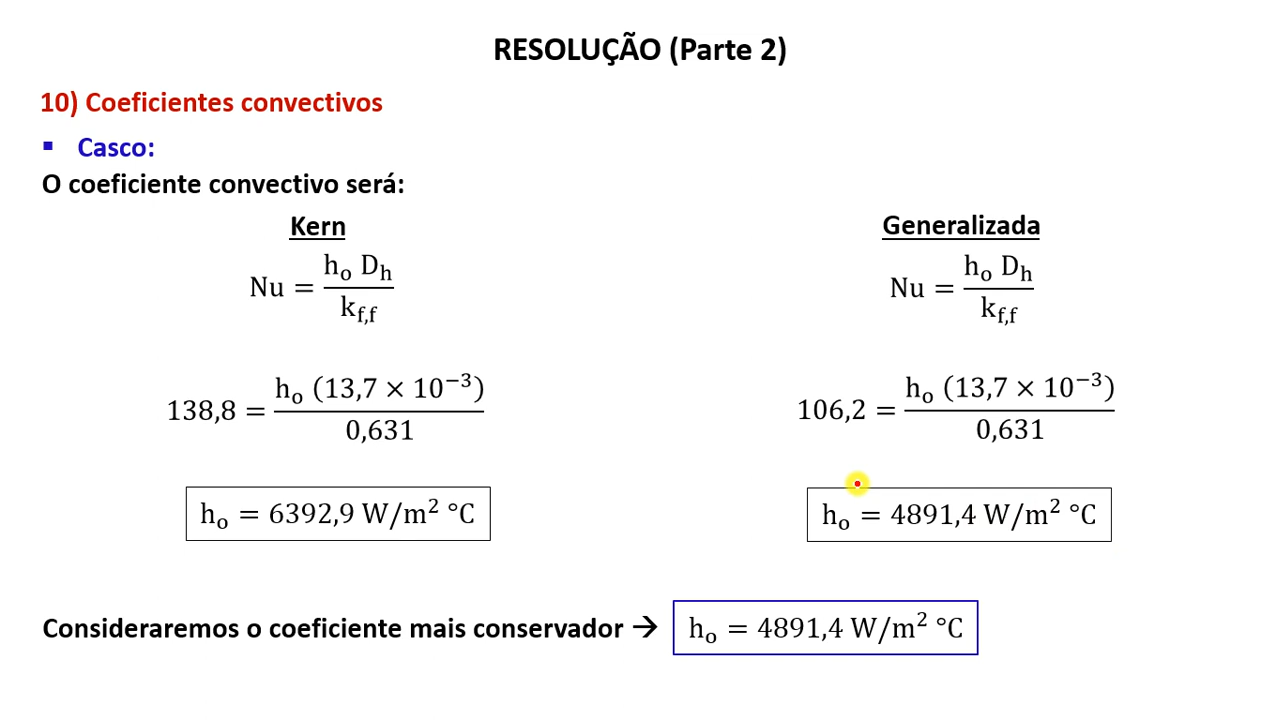 RESOLUÇÃO (Parte 2)
10) Coeficientes convectivos
▪ Casco:
O coeficiente convectivo será:
Kern
Nu = h_o D_h / k_f,f
138,8 = h_o (13,7 × 10⁻³) / 0,631
h_o = 6392,9 W/m² °C
Generalizada
Nu = h_o D_h / k_f,f
106,2 = h_o (13,7 × 10⁻³) / 0,631
h_o = 4891,4 W/m² °C
Consideraremos o coeficiente mais conservador → h_o = 4891,4 W/m² °C